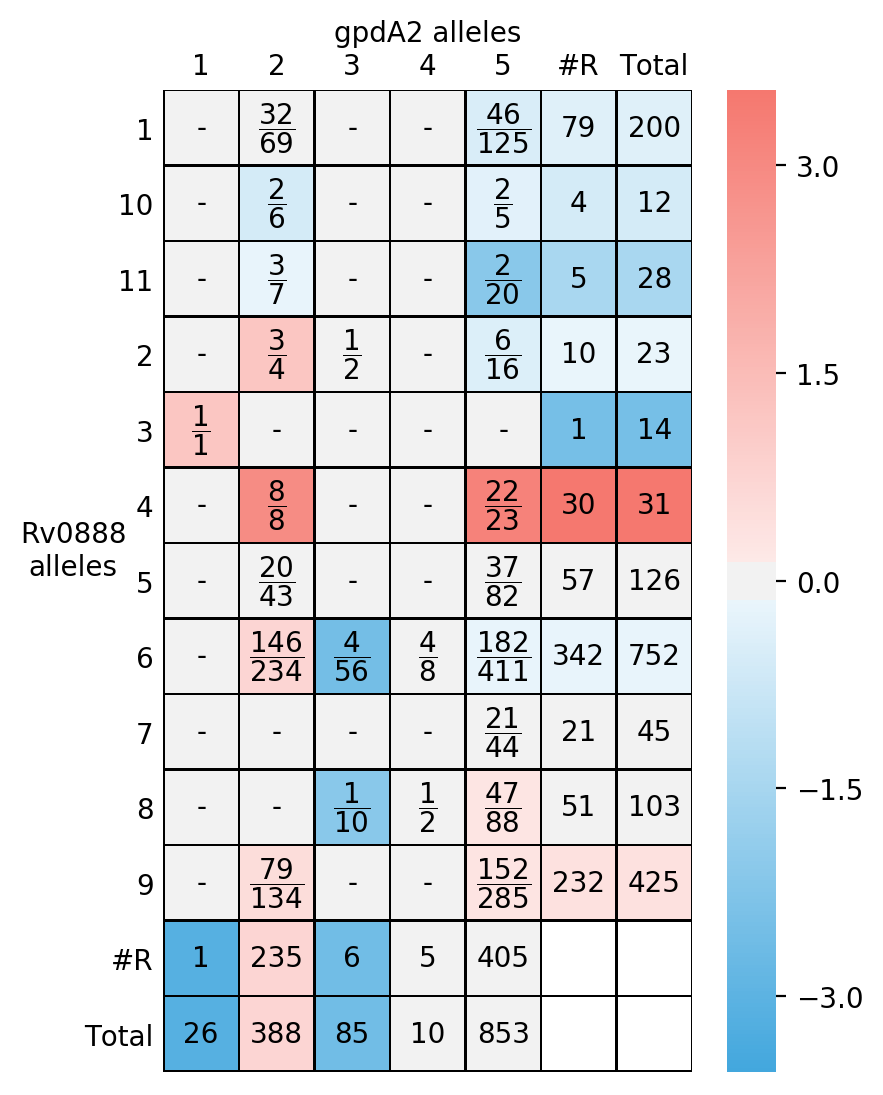 gpdA2 alleles
1 2 3 4 5 #R Total
1 - 32/69 - - 46/125 79 200
10 - 2/6 - - 2/5 4 12
11 - 3/7 - - 2/20 5 28
2 - 3/4 1/2 - 6/16 10 23
3 1/1 - - - - 1 14
4 - 8/8 - - 22/23 30 31
Rv0888
alleles
5 - 20/43 - - 37/82 57 126
6 - 146/234 4/56 4/8 182/411 342 752
7 - - - - 21/44 21 45
8 - - 1/10 1/2 47/88 51 103
9 - 79/134 - - 152/285 232 425
#R 1 235 6 5 405
Total 26 388 85 10 853
3.0
1.5
0.0
−1.5
−3.0